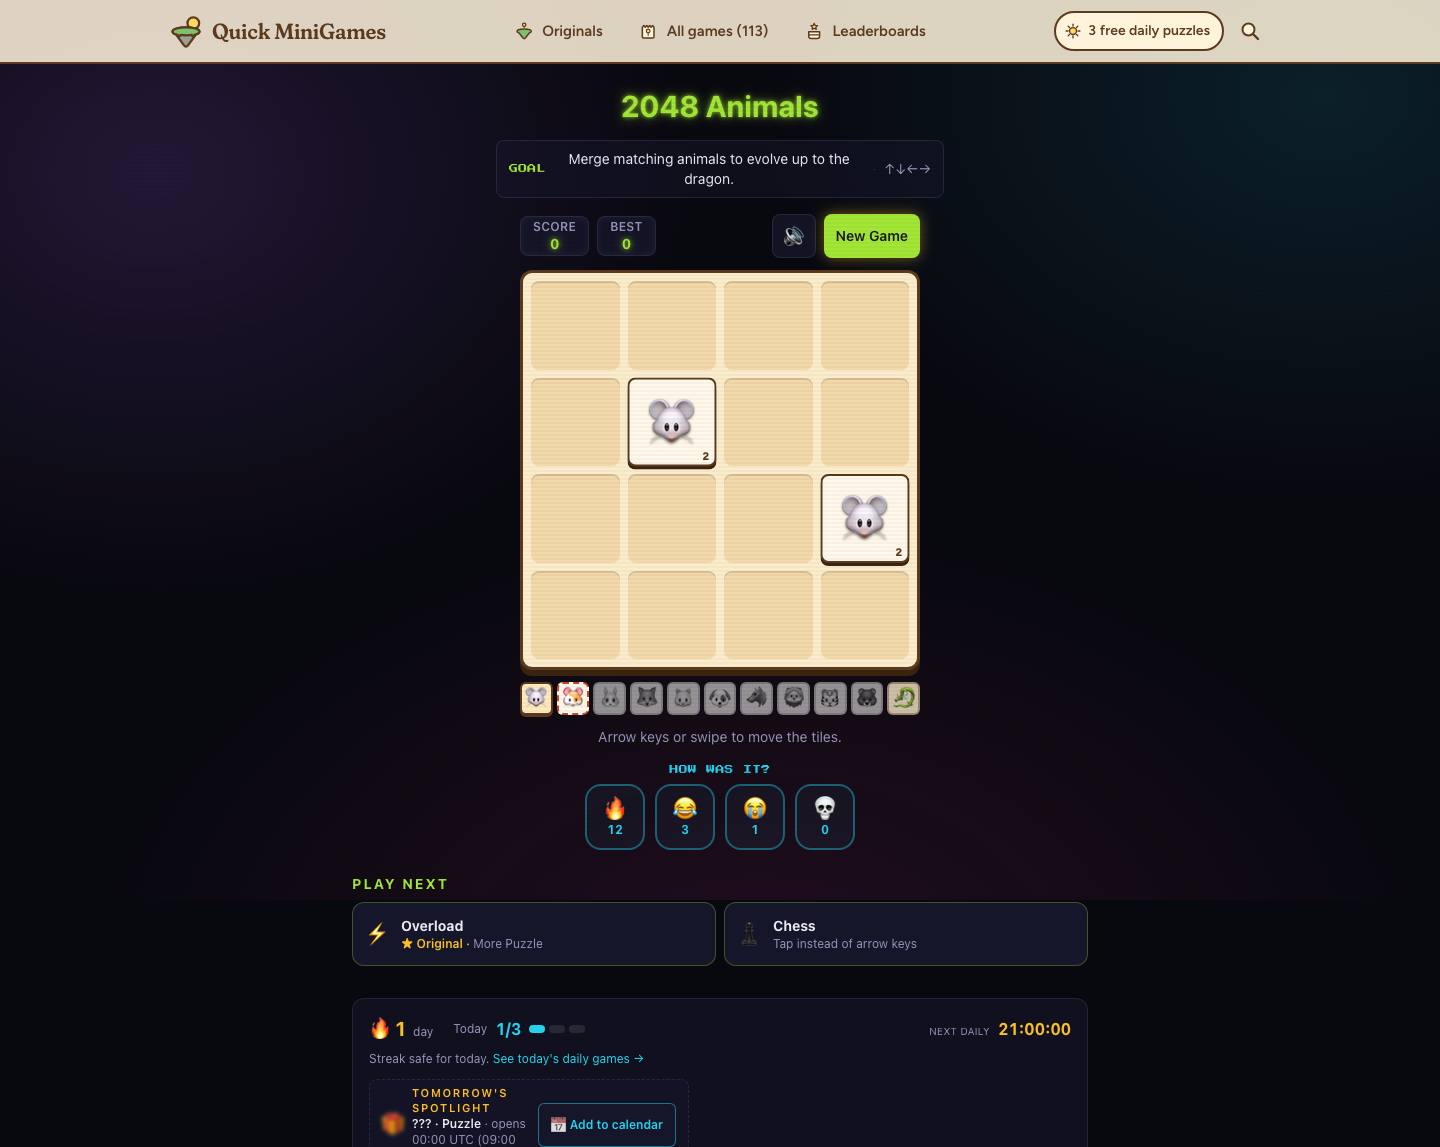 Quick MiniGames
Originals
All games (113)
Leaderboards
3 free daily puzzles
2048 Animals
GOAL
Merge matching animals to evolve up to the
dragon.
↑↓←→
SCORE
0
BEST
0
New Game
2
2
Arrow keys or swipe to move the tiles.
HOW WAS IT?
12
3
1
0
PLAY NEXT
Overload
Original · More Puzzle
Chess
Tap instead of arrow keys
1 day
Today 1/3
NEXT DAILY 21:00:00
Streak safe for today. See today's daily games →
TOMORROW'S
SPOTLIGHT
??? · Puzzle · opens
00:00 UTC (09:00
Add to calendar